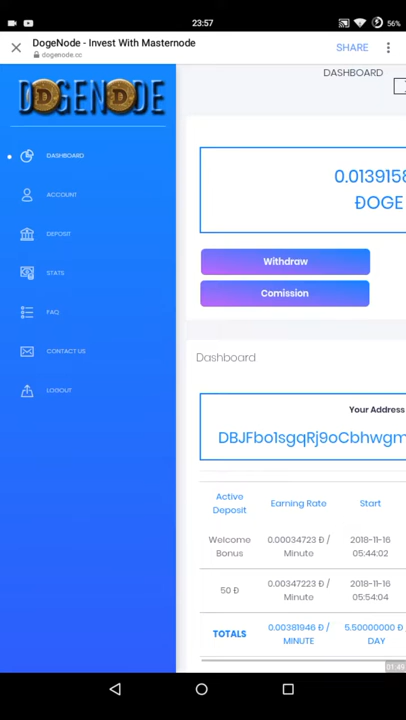 23:57
56%
DogeNode - Invest With Masternode
dogenode.cc
SHARE
DOGENODE
DASHBOARD
ACCOUNT
DEPOSIT
STATS
FAQ
CONTACT US
LOGOUT
DASHBOARD
0.0139158
ĐOGE
Withdraw
Comission
Dashboard
Your Address
DBJFbo1sgqRj9oCbhwgm
Active Deposit Earning Rate Start
Welcome Bonus 0.00034723 Đ / Minute 2018-11-16 05:44:02
50 Đ 0.00347223 Đ / Minute 2018-11-16 05:54:04
TOTALS 0.00381946 Đ / MINUTE 5.50000000 Đ / DAY
01:49